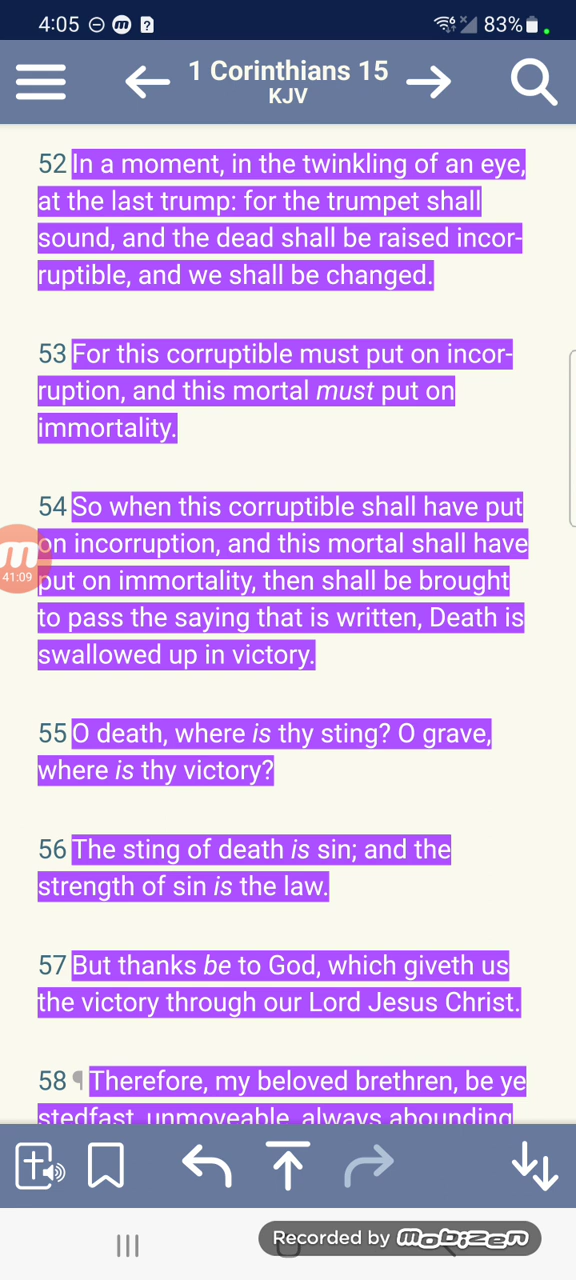 4:05 m ? 6 83%
1 Corinthians 15
KJV
52 In a moment, in the twinkling of an eye,
at the last trump: for the trumpet shall
sound, and the dead shall be raised incor-
ruptible, and we shall be changed.
53 For this corruptible must put on incor-
ruption, and this mortal must put on
immortality.
54 So when this corruptible shall have put
on incorruption, and this mortal shall have
put on immortality, then shall be brought
to pass the saying that is written, Death is
swallowed up in victory.
m
41:09
55 O death, where is thy sting? O grave,
where is thy victory?
56 The sting of death is sin; and the
strength of sin is the law.
57 But thanks be to God, which giveth us
the victory through our Lord Jesus Christ.
58 ¶ Therefore, my beloved brethren, be ye
stedfast, unmoveable, always abounding
Recorded by mobizen